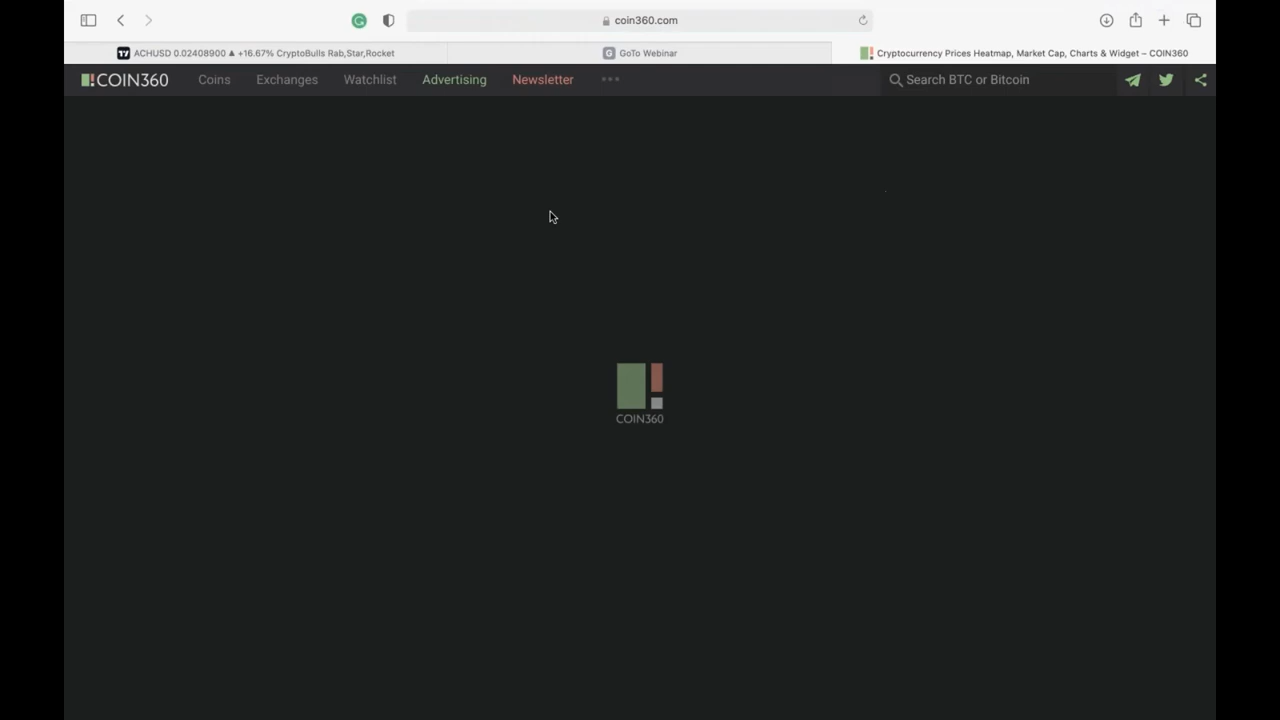 coin360.com
ACHUSD 0.02408900 ▲ +16.67% CryptoBulls Rab,Star,Rocket
GoTo Webinar
Cryptocurrency Prices Heatmap, Market Cap, Charts & Widget – COIN360
COIN360 Coins Exchanges Watchlist Advertising Newsletter Search BTC or Bitcoin
COIN360